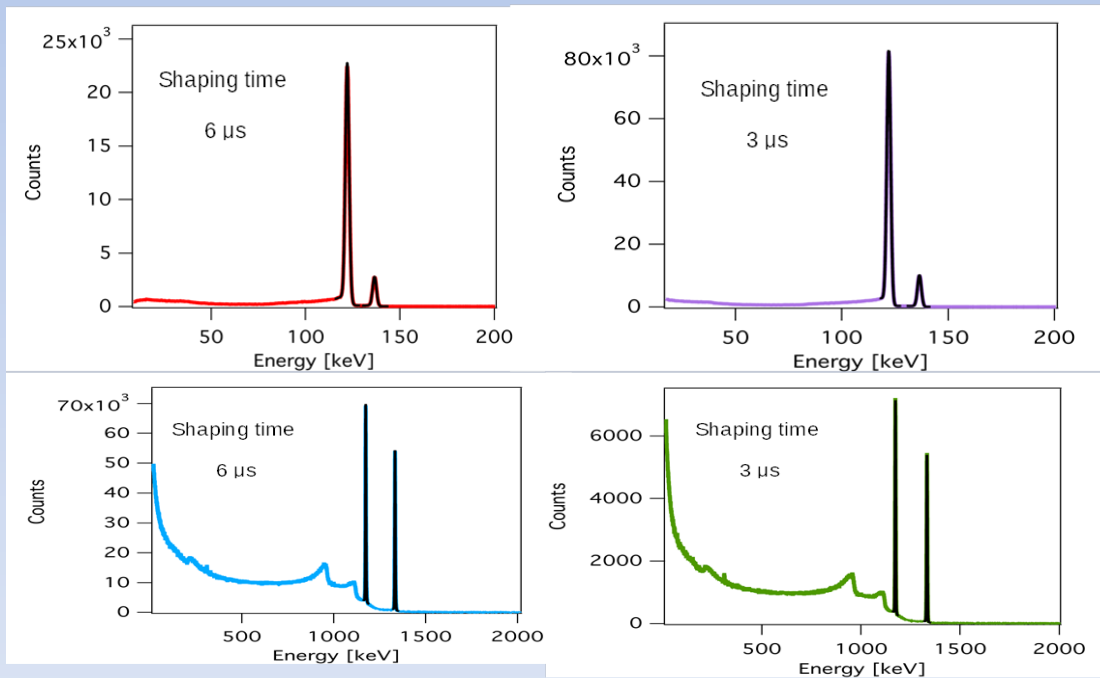 25x10³
20
15
10
5
0
Counts
Shaping time
6 μs
50 100 150 200
Energy [keV]
80x10³
60
40
20
0
Counts
Shaping time
3 μs
50 100 150 200
Energy [keV]
70x10³
60
50
40
30
20
10
0
Counts
Shaping time
6 μs
500 1000 1500 2000
Energy [keV]
6000
4000
2000
0
Counts
Shaping time
3 μs
500 1000 1500 2000
Energy [keV]